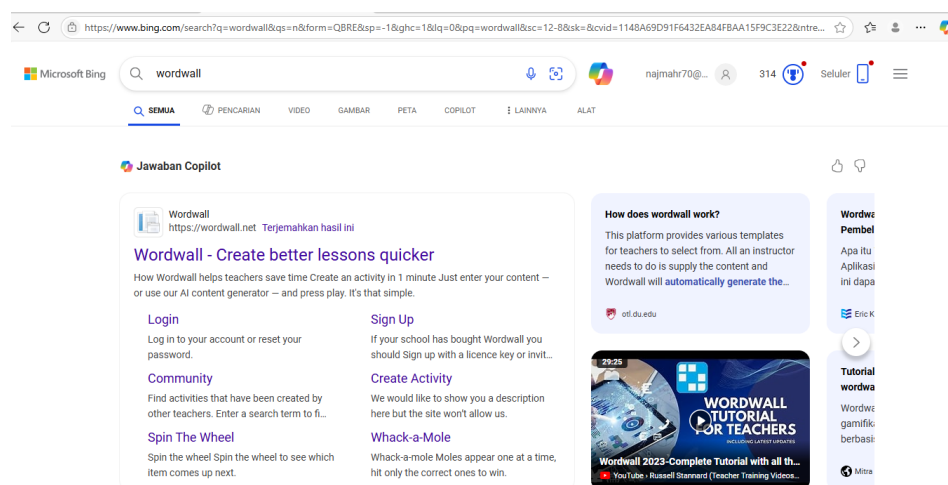 https://www.bing.com/search?q=wordwall&qs=n&form=QBRE&sp=-1&ghc=1&lq=0&pq=wordwall&sc=12-8&sk=&cvid=1148A69D91F6432EA84FBAA15F9C3E22&ntre...
Microsoft Bing
wordwall
najmahr70@...
314
Seluler
SEMUA
PENCARIAN
VIDEO
GAMBAR
PETA
COPILOT
LAINNYA
ALAT
Jawaban Copilot
Wordwall
https://wordwall.net Terjemahkan hasil ini
Wordwall - Create better lessons quicker
How Wordwall helps teachers save time Create an activity in 1 minute Just enter your content —
or use our AI content generator — and press play. It's that simple.
Login
Log in to your account or reset your
password.
Sign Up
If your school has bought Wordwall you
should Sign up with a licence key or invit...
Community
Find activities that have been created by
other teachers. Enter a search term to fi...
Create Activity
We would like to show you a description
here but the site won't allow us.
Spin The Wheel
Spin the wheel Spin the wheel to see which
item comes up next.
Whack-a-Mole
Whack-a-mole Moles appear one at a time,
hit only the correct ones to win.
How does wordwall work?
This platform provides various templates
for teachers to select from. All an instructor
needs to do is supply the content and
Wordwall will automatically generate the...
otl.du.edu
29:25
WORDWALL
TUTORIAL
FOR TEACHERS
INCLUDING LATEST UPDATES
Wordwall 2023-Complete Tutorial with all th...
YouTube › Russell Stannard (Teacher Training Videos...
Wordwa
Pembel
Apa itu
Aplikasi
ini dapa
Eric K
Tutorial
wordwa
Wordwa
gamifika
berbasis
Mitra